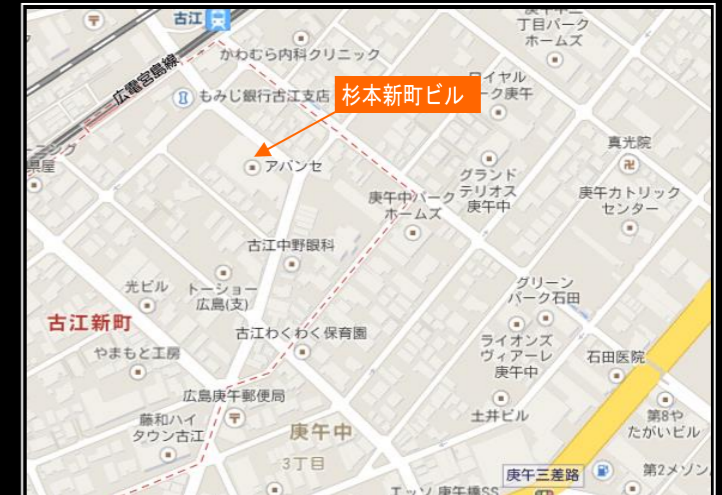 古江
丁目パーク
ホームズ
かわむら内科クリニック
広電宮島線
もみじ銀行古江支店
杉本新町ビル
イヤル
ーク庚午
アバンセ
真光院
庚午カトリック
センター
グランド
テリオス
庚午中
庚午中パーク
ホームズ
古江中野眼科
光ビル
トーショー
広島(支)
グリーン
パーク石田
古江新町
古江わくわく保育園
ライオンズ
ヴィアーレ
庚午中
石田医院
やまもと工房
広島庚午郵便局
藤和ハイ
タウン古江
土井ビル
第8や
たがいビル
庚午中
3丁目
庚午三差路
第2メゾン
エッソ 庚午橋SS